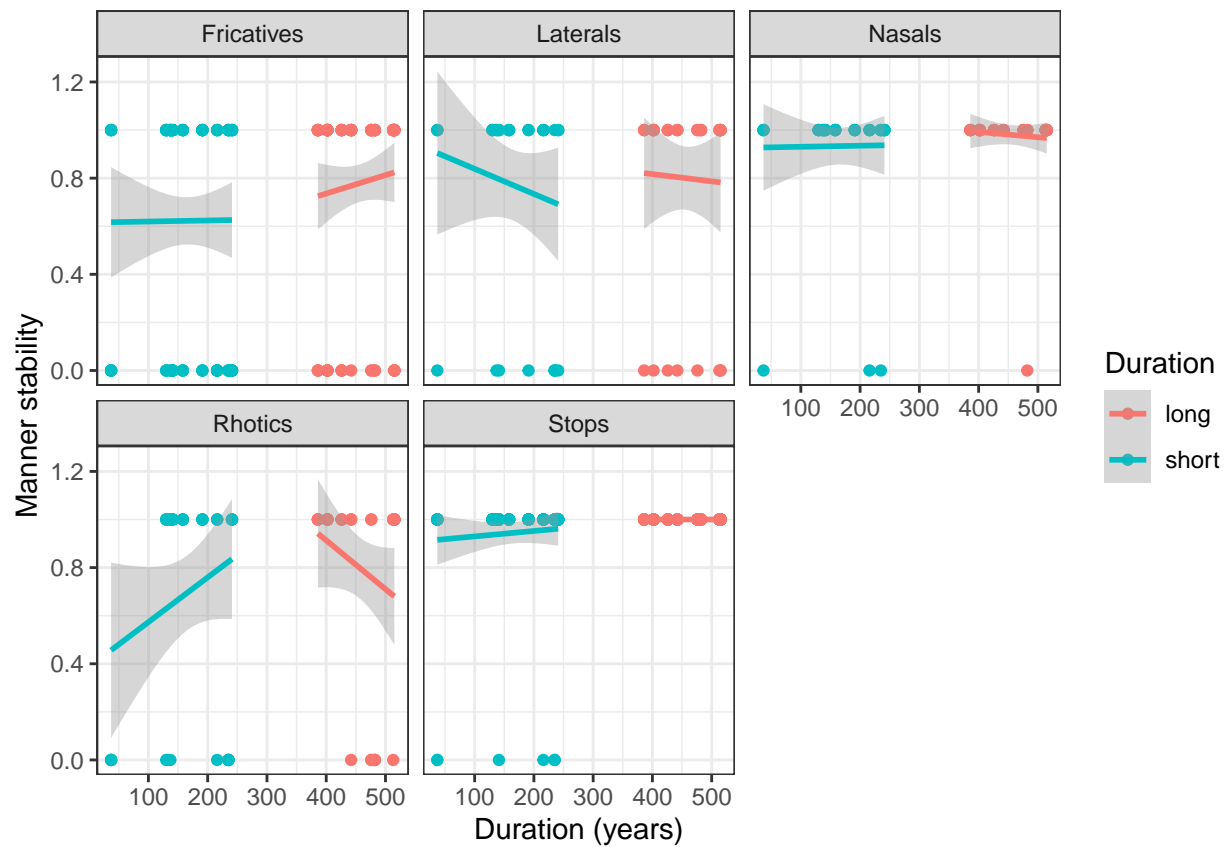 Fricatives
Laterals
Nasals
1.2
0.8
0.4
0.0
100 200 300 400 500
Rhotics
Stops
1.2
0.8
0.4
0.0
100 200 300 400 500
100 200 300 400 500
Duration (years)
Manner stability
Duration
long
short